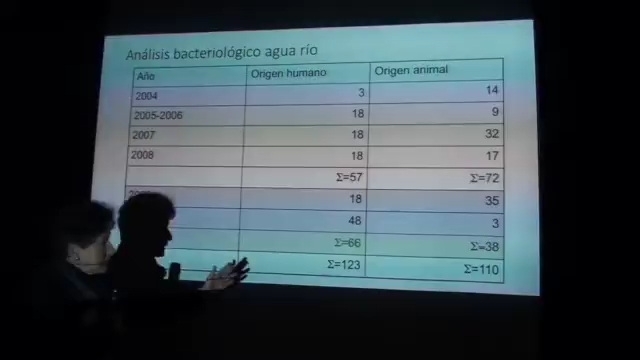 Análisis bacteriológico agua río
Año Origen humano Origen animal
2004 3 14
2005-2006 18 9
2007 18 32
2008 18 17
Σ=57 Σ=72
18 35
48 3
Σ=66 Σ=38
Σ=123 Σ=110